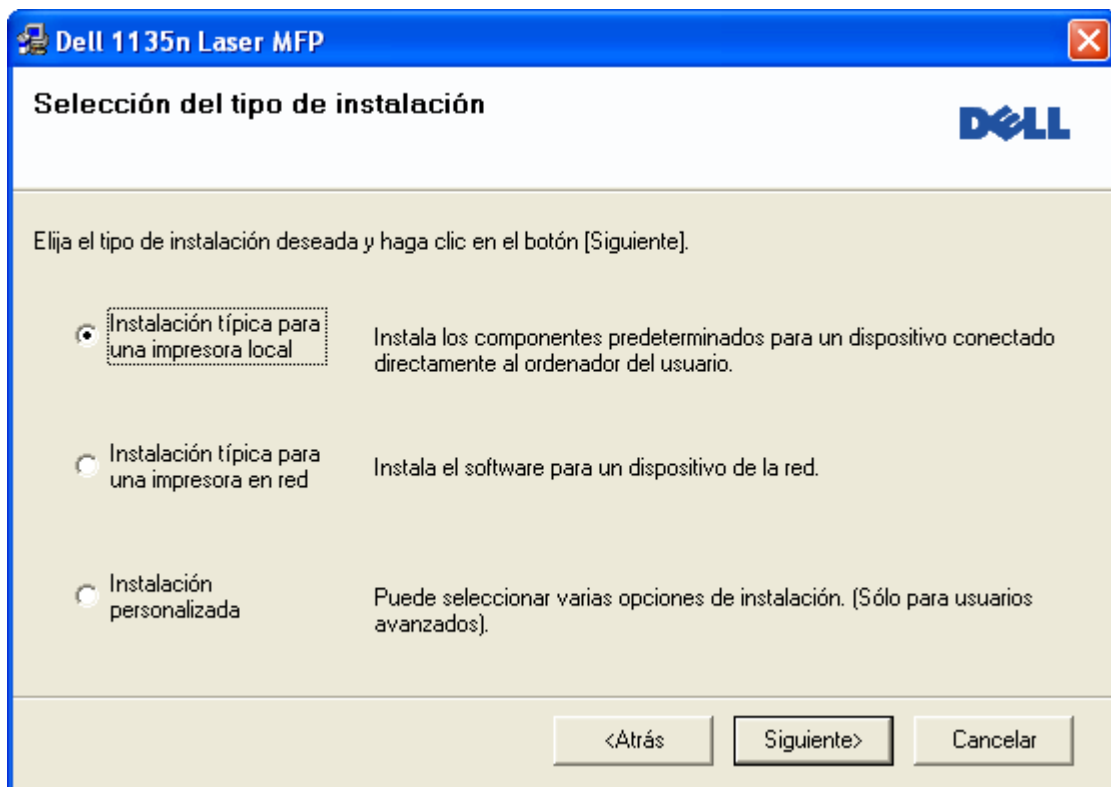 Dell 1135n Laser MFP
Selección del tipo de instalación
DELL
Elija el tipo de instalación deseada y haga clic en el botón [Siguiente].
Instalación típica para
una impresora local
Instala los componentes predeterminados para un dispositivo conectado
directamente al ordenador del usuario.
Instalación típica para
una impresora en red
Instala el software para un dispositivo de la red.
Instalación
personalizada
Puede seleccionar varias opciones de instalación. (Sólo para usuarios
avanzados).
<Atrás
Siguiente>
Cancelar